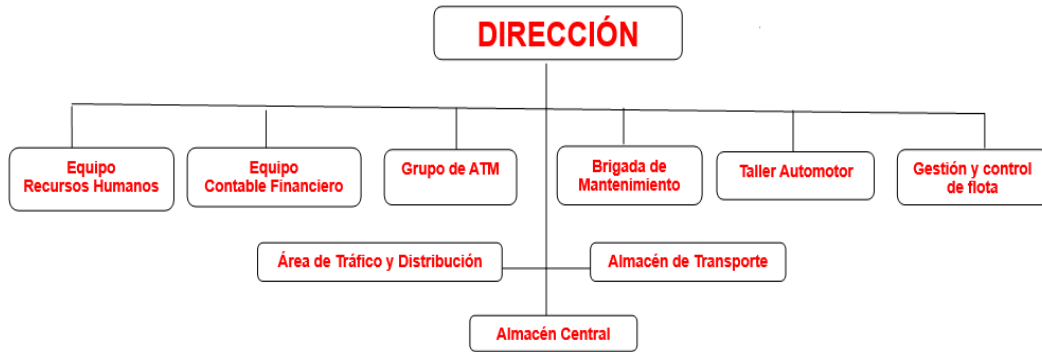 DIRECCIÓN
Equipo
Recursos Humanos
Equipo
Contable Financiero
Grupo de ATM
Brigada de
Mantenimiento
Taller Automotor
Gestión y control
de flota
Área de Tráfico y Distribución
Almacén de Transporte
Almacén Central